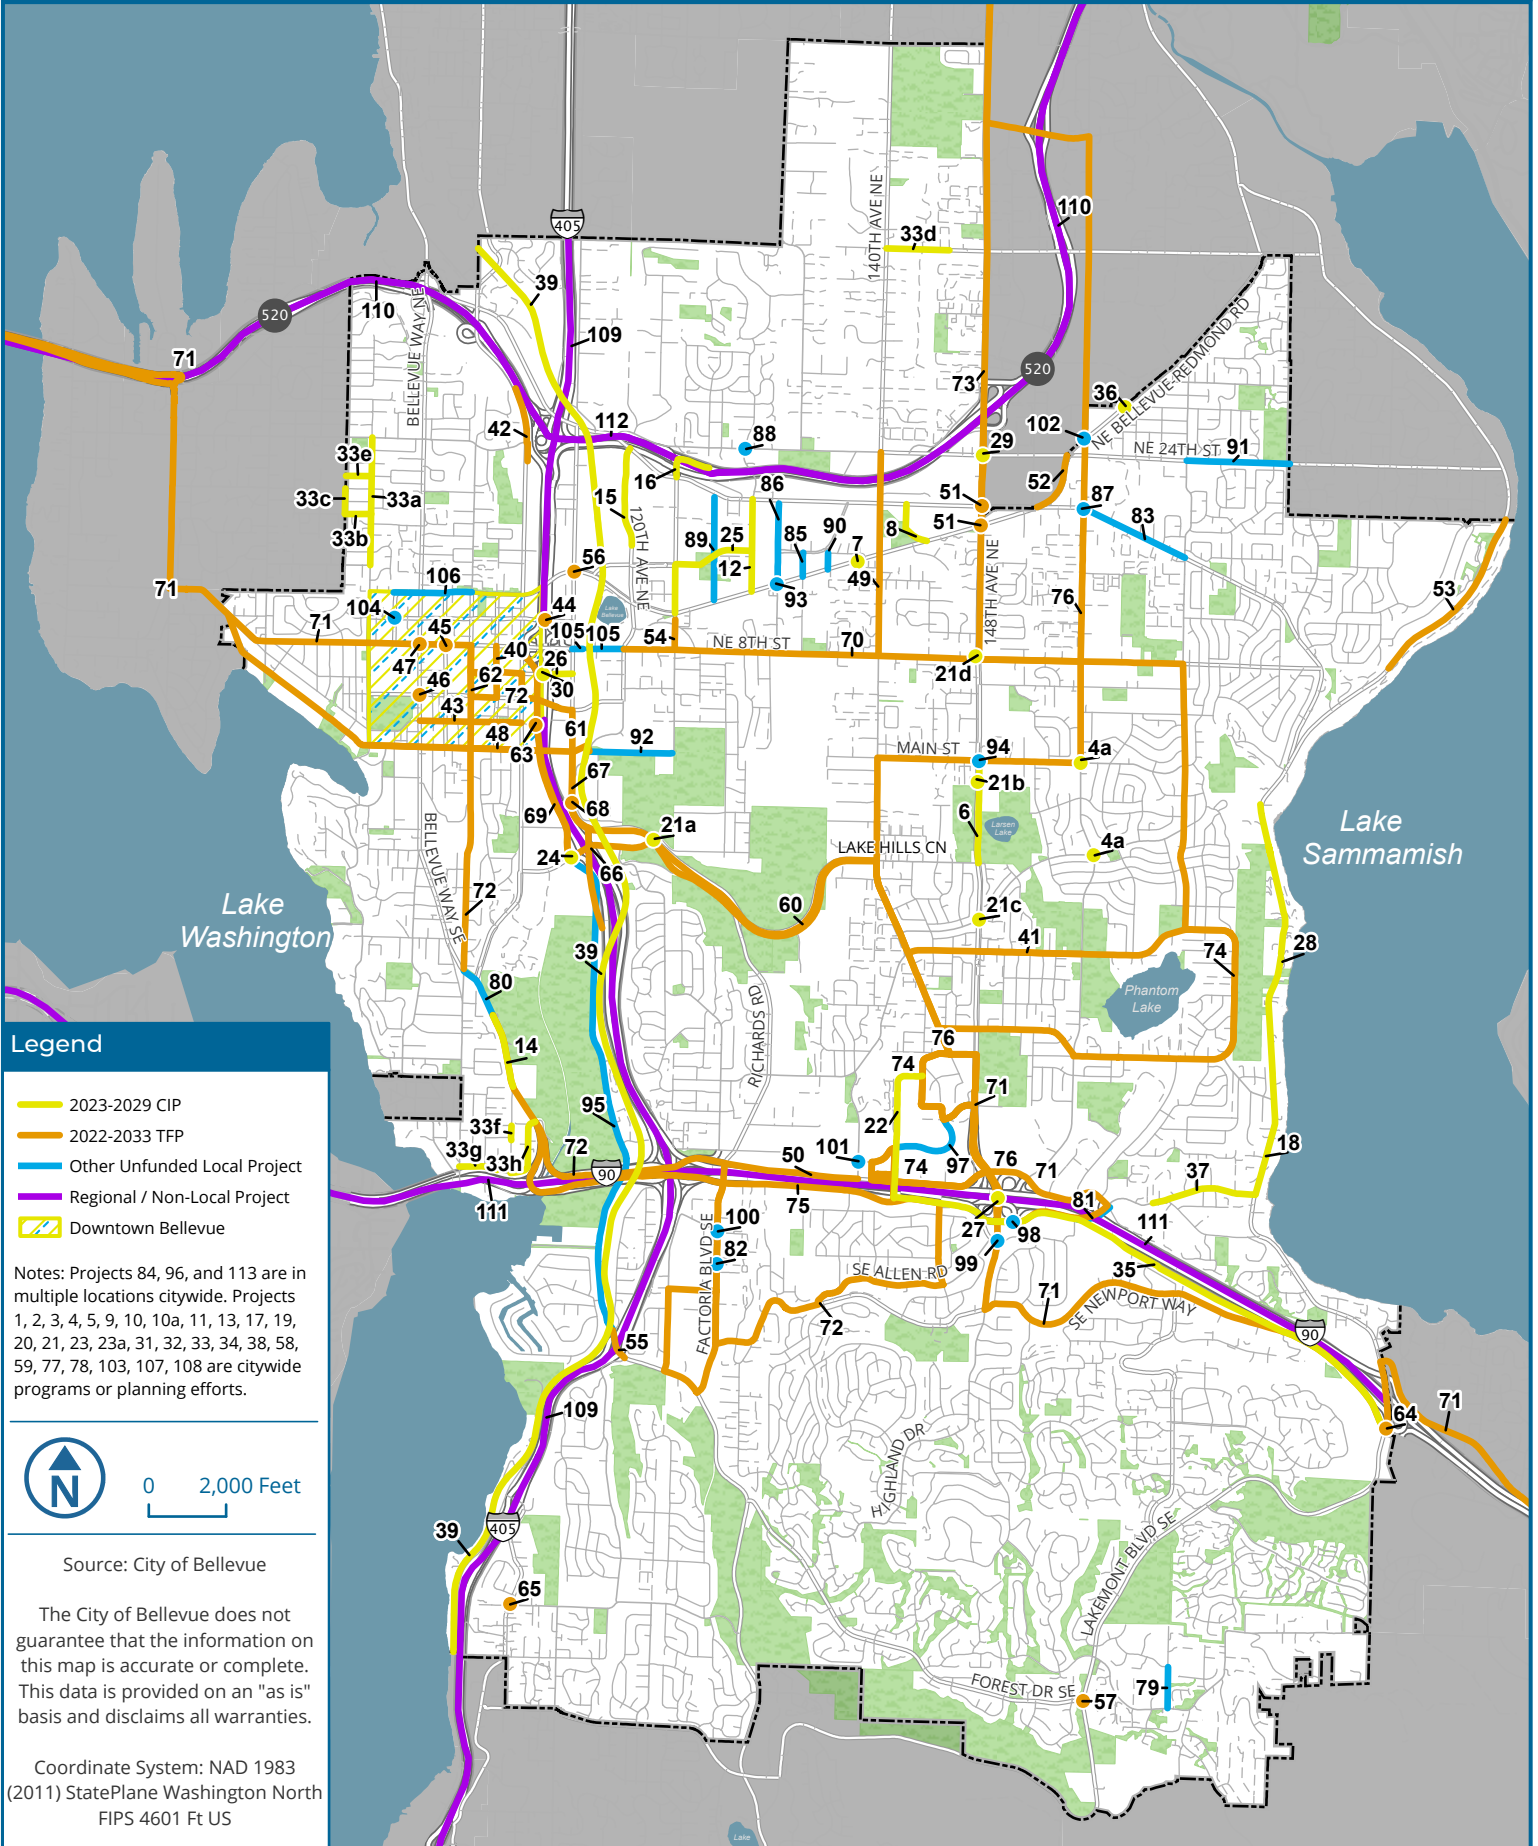 405
140TH AVE NE
33d
110
39
520
110
BELLEVUE WAY NE
109
71
73
520
NE BELLEVUE-REDMOND RD
36
42
112
88
102
29
NE 24TH ST
91
33e
16
86
52
33c
33a
15
51
87
33b
120TH AVE NE
89
25
85
90
8
51
83
56
12
7
106
49
148TH AVE NE
93
71
104
44
76
53
71
45
105
105
54
NE 8TH ST
70
47
40
26
21d
62
46
72
30
43
61
48
63
92
MAIN ST
94
4a
67
21b
69
68
6
Larsen
Lake
21a
Lake
Bellevue
BELLEVUE WAY SE
24
LAKE HILLS CN
4a
Lake
Sammamish
66
72
60
21c
Lake
Washington
41
39
74
28
80
Phantom
Lake
RICHARDS RD
14
76
74
71
95
22
33f
33g
33h
72
101
97
18
90
50
74
76
71
37
111
75
81
27
111
FACTORIA BLVD SE
100
98
82
99
35
SE ALLEN RD
71
SE NEWPORT WAY
72
90
55
109
71
64
HIGHLAND DR
405
39
LAKEMONT BLVD SE
65
FOREST DR SE
79
57
Lake
Legend
2023-2029 CIP
2022-2033 TFP
Other Unfunded Local Project
Regional / Non-Local Project
Downtown Bellevue
Notes: Projects 84, 96, and 113 are in
multiple locations citywide. Projects
1, 2, 3, 4, 5, 9, 10, 10a, 11, 13, 17, 19,
20, 21, 23, 23a, 31, 32, 33, 34, 38, 58,
59, 77, 78, 103, 107, 108 are citywide
programs or planning efforts.
N
0 2,000 Feet
Source: City of Bellevue
The City of Bellevue does not
guarantee that the information on
this map is accurate or complete.
This data is provided on an "as is"
basis and disclaims all warranties.
Coordinate System: NAD 1983
(2011) StatePlane Washington North
FIPS 4601 Ft US